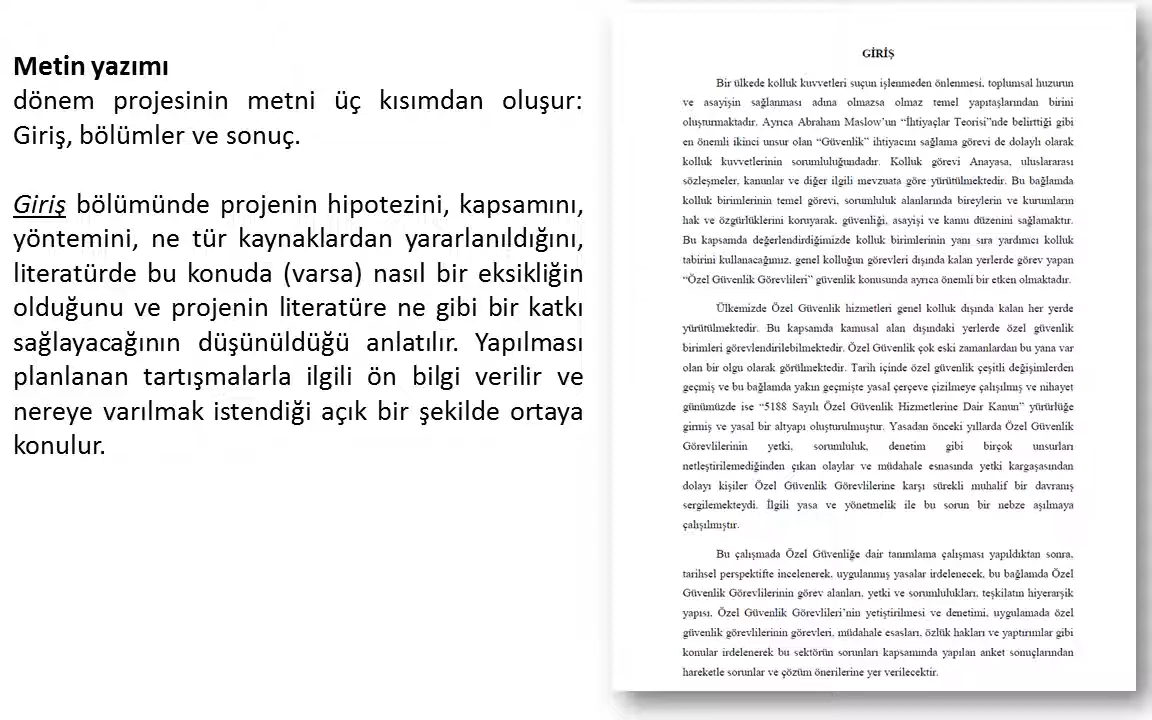 Metin yazımı
dönem projesinin metni üç kısımdan oluşur:
Giriş, bölümler ve sonuç.
Giriş bölümünde projenin hipotezini, kapsamını,
yöntemini, ne tür kaynaklardan yararlanıldığını,
literatürde bu konuda (varsa) nasıl bir eksikliğin
olduğunu ve projenin literatüre ne gibi bir katkı
sağlayacağının düşünüldüğü anlatılır. Yapılması
planlanan tartışmalarla ilgili ön bilgi verilir ve
nereye varılmak istendiği açık bir şekilde ortaya
konulur.
GİRİŞ
Bir ülkede kolluk kuvvetleri suçun işlenmeden önlenmesi, toplumsal huzurun
ve asayişin sağlanması adına olmazsa olmaz temel yapıtaşlarından birini
oluşturmaktadır. Ayrıca Abraham Maslow'un “İhtiyaçlar Teorisi”nde belirttiği gibi
en önemli ikinci unsur olan “Güvenlik” ihtiyacını sağlama görevi de dolaylı olarak
kolluk kuvvetlerinin sorumluluğundadır. Kolluk görevi Anayasa, uluslararası
sözleşmeler, kanunlar ve diğer ilgili mevzuata göre yürütülmektedir. Bu bağlamda
kolluk birimlerinin temel görevi, sorumluluk alanlarında bireylerin ve kurumların
hak ve özgürlüklerini koruyarak, güvenliği, asayişi ve kamu düzenini sağlamaktır.
Bu kapsamda değerlendirdiğimizde kolluk birimlerinin yanı sıra yardımcı kolluk
tabirini kullanacağımız, genel kolluğun görevleri dışında kalan yerlerde görev yapan
“Özel Güvenlik Görevlileri” güvenlik konusunda ayrıca önemli bir etken olmaktadır.
Ülkemizde Özel Güvenlik hizmetleri genel kolluk dışında kalan her yerde
yürütülmektedir. Bu kapsamda kamusal alan dışındaki yerlerde özel güvenlik
birimleri görevlendirilebilmektedir. Özel Güvenlik çok eski zamanlardan bu yana var
olan bir olgu olarak görülmektedir. Tarih içinde özel güvenlik çeşitli değişimlerden
geçmiş ve bu bağlamda yakın geçmişte yasal çerçeve çizilmeye çalışılmış ve nihayet
günümüzde ise “5188 Sayılı Özel Güvenlik Hizmetlerine Dair Kanun” yürürlüğe
girmiş ve yasal bir altyapı oluşturulmuştur. Yasadan önceki yıllarda Özel Güvenlik
Görevlilerinin yetki, sorumluluk, denetim gibi birçok unsurları
netleştirilemediğinden çıkan olaylar ve müdahale esnasında yetki kargaşasından
dolayı kişiler Özel Güvenlik Görevlilerine karşı sürekli muhalif bir davranış
sergilemekteydi. İlgili yasa ve yönetmelik ile bu sorun bir nebze aşılmaya
çalışılmıştır.
Bu çalışmada Özel Güvenliğe dair tanımlama çalışması yapıldıktan sonra,
tarihsel perspektifte incelenerek, uygulanmış yasalar irdelenecek, bu bağlamda Özel
Güvenlik Görevlilerinin görev alanları, yetki ve sorumlulukları, teşkilatın hiyerarşik
yapısı, Özel Güvenlik Görevlileri'nin yetiştirilmesi ve denetimi, uygulamada özel
güvenlik görevlilerinin görevleri, müdahale esasları, özlük hakları ve yaptırımlar gibi
konular irdelenerek bu sektörün sorunları kapsamında yapılan anket sonuçlarından
hareketle sorunlar ve çözüm önerilerine yer verilecektir.